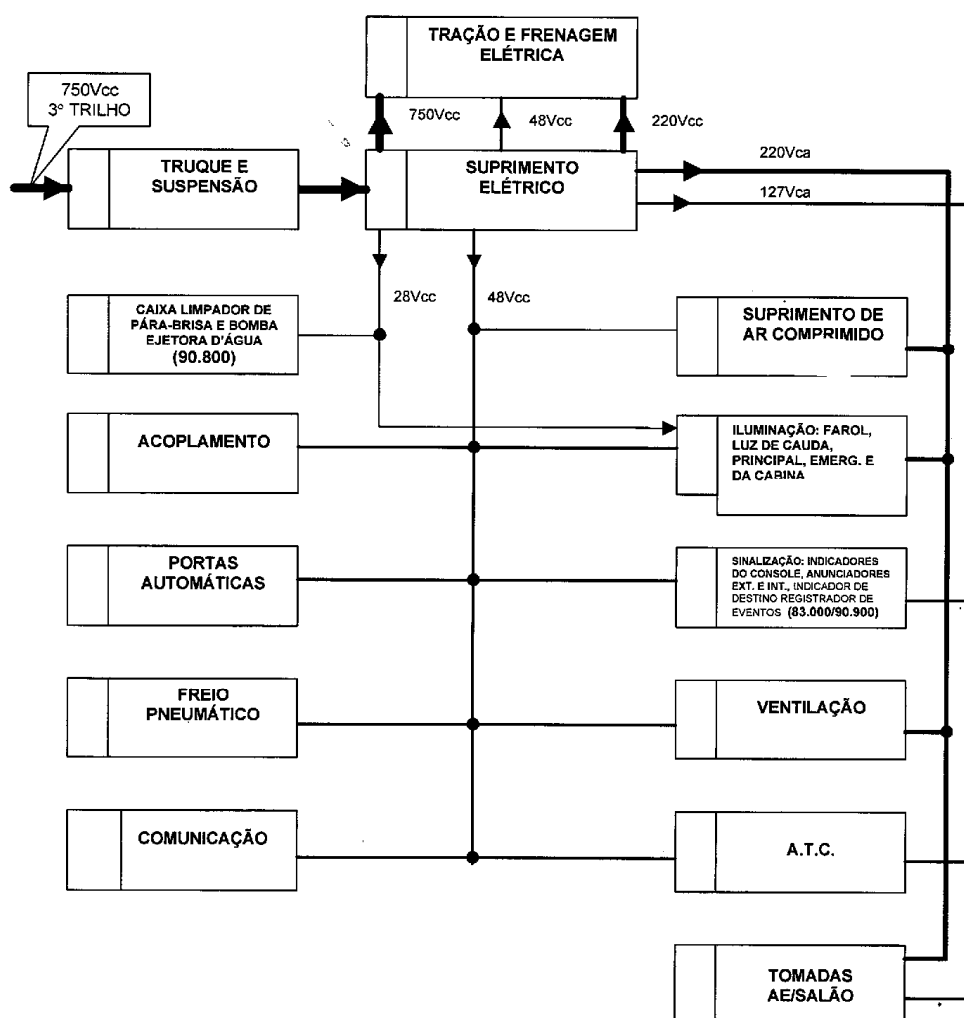 TRAÇÃO E FRENAGEM
ELÉTRICA
750Vcc
3º TRILHO
750Vcc
48Vcc
220Vcc
TRUQUE E
SUSPENSÃO
SUPRIMENTO
ELÉTRICO
220Vca
127Vca
28Vcc
48Vcc
CAIXA LIMPADOR DE
PÁRA-BRISA E BOMBA
EJETORA D'ÁGUA
(90.800)
SUPRIMENTO DE
AR COMPRIMIDO
ACOPLAMENTO
ILUMINAÇÃO: FAROL,
LUZ DE CAUDA,
PRINCIPAL, EMERG. E
DA CABINA
PORTAS
AUTOMÁTICAS
SINALIZAÇÃO: INDICADORES
DO CONSOLE, ANUNCIADORES
EXT. E INT., INDICADOR DE
DESTINO REGISTRADOR DE
EVENTOS (83.000/90.900)
FREIO
PNEUMÁTICO
VENTILAÇÃO
COMUNICAÇÃO
A.T.C.
TOMADAS
AE/SALÃO